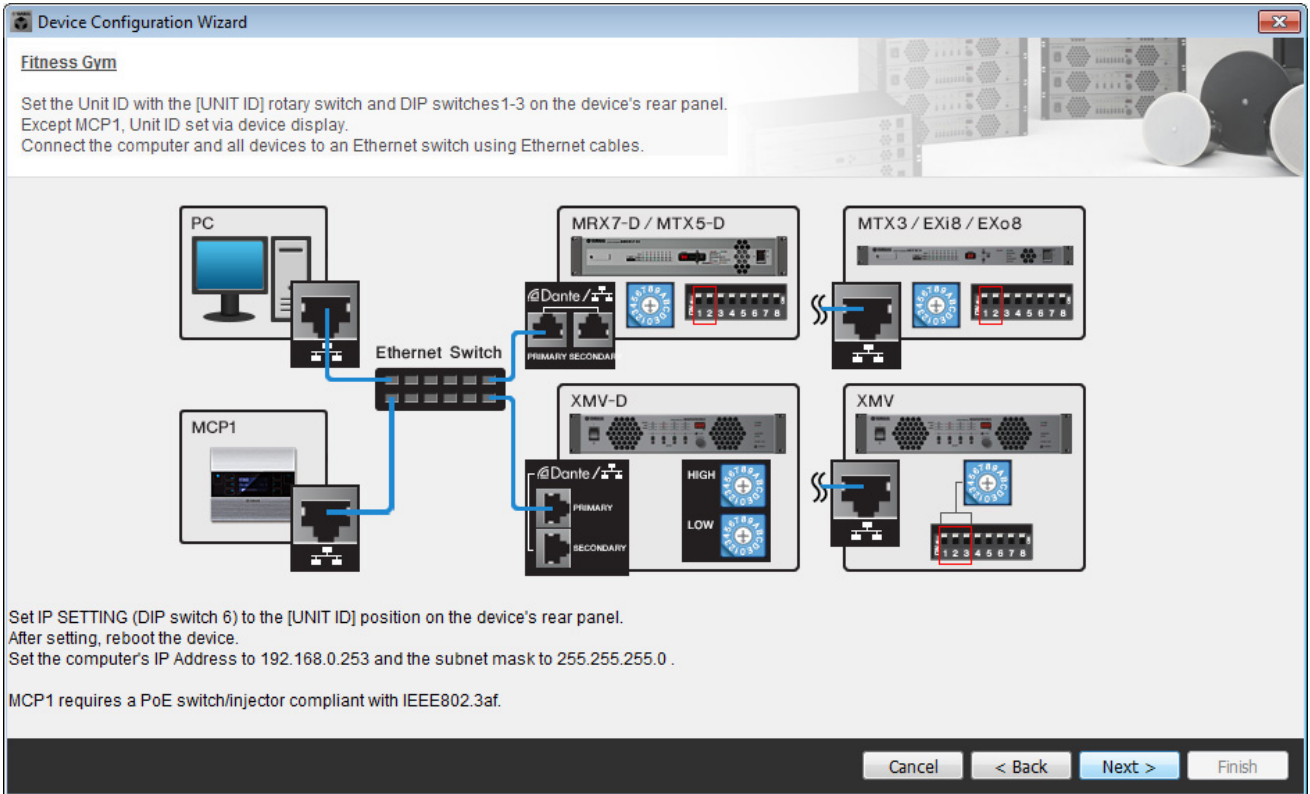 Device Configuration Wizard
Fitness Gym
Set the Unit ID with the [UNIT ID] rotary switch and DIP switches1-3 on the device's rear panel.
Except MCP1, Unit ID set via device display.
Connect the computer and all devices to an Ethernet switch using Ethernet cables.
PC
MRX7-D / MTX5-D
MTX3 / EXi8 / EXo8
Dante /
1 2 3 4 5 6 7 8
1 2 3 4 5 6 7 8
PRIMARY SECONDARY
Ethernet Switch
MCP1
XMV-D
XMV
Dante /
HIGH
PRIMARY
LOW
SECONDARY
1 2 3 4 5 6 7 8
Set IP SETTING (DIP switch 6) to the [UNIT ID] position on the device's rear panel.
After setting, reboot the device.
Set the computer's IP Address to 192.168.0.253 and the subnet mask to 255.255.255.0 .
MCP1 requires a PoE switch/injector compliant with IEEE802.3af.
Cancel
< Back
Next >
Finish